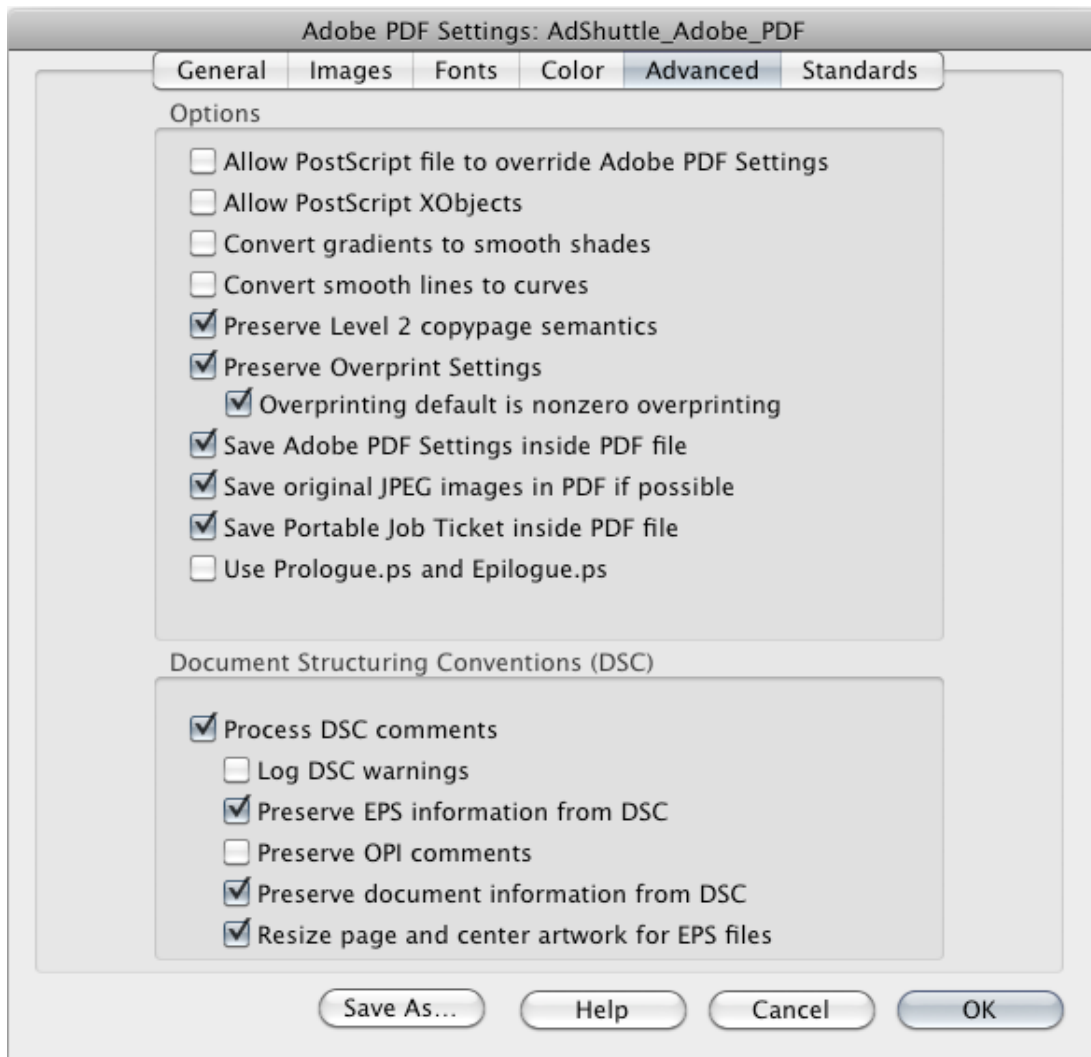 Adobe PDF Settings: AdShuttle_Adobe_PDF
General Images Fonts Color Advanced Standards
Options
Allow PostScript file to override Adobe PDF Settings
Allow PostScript XObjects
Convert gradients to smooth shades
Convert smooth lines to curves
Preserve Level 2 copypage semantics
Preserve Overprint Settings
Overprinting default is nonzero overprinting
Save Adobe PDF Settings inside PDF file
Save original JPEG images in PDF if possible
Save Portable Job Ticket inside PDF file
Use Prologue.ps and Epilogue.ps
Document Structuring Conventions (DSC)
Process DSC comments
Log DSC warnings
Preserve EPS information from DSC
Preserve OPI comments
Preserve document information from DSC
Resize page and center artwork for EPS files
Save As... Help Cancel OK